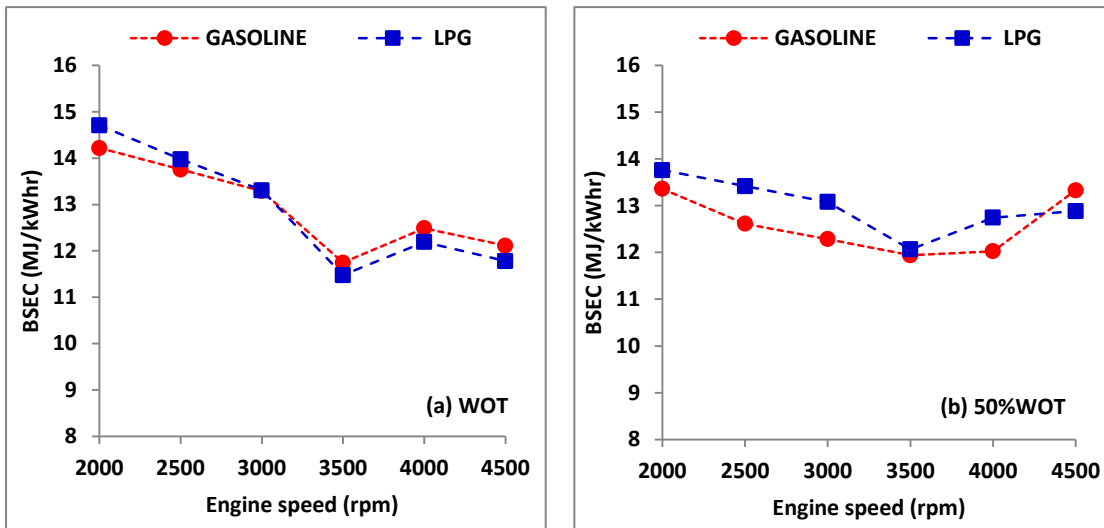 GASOLINE LPG
16
15
14
13
12
11
10
9
8
BSEC (MJ/kWhr)
(a) WOT
2000 2500 3000 3500 4000 4500
Engine speed (rpm)
GASOLINE LPG
16
15
14
13
12
11
10
9
8
BSEC (MJ/kWhr)
(b) 50%WOT
2000 2500 3000 3500 4000 4500
Engine speed (rpm)